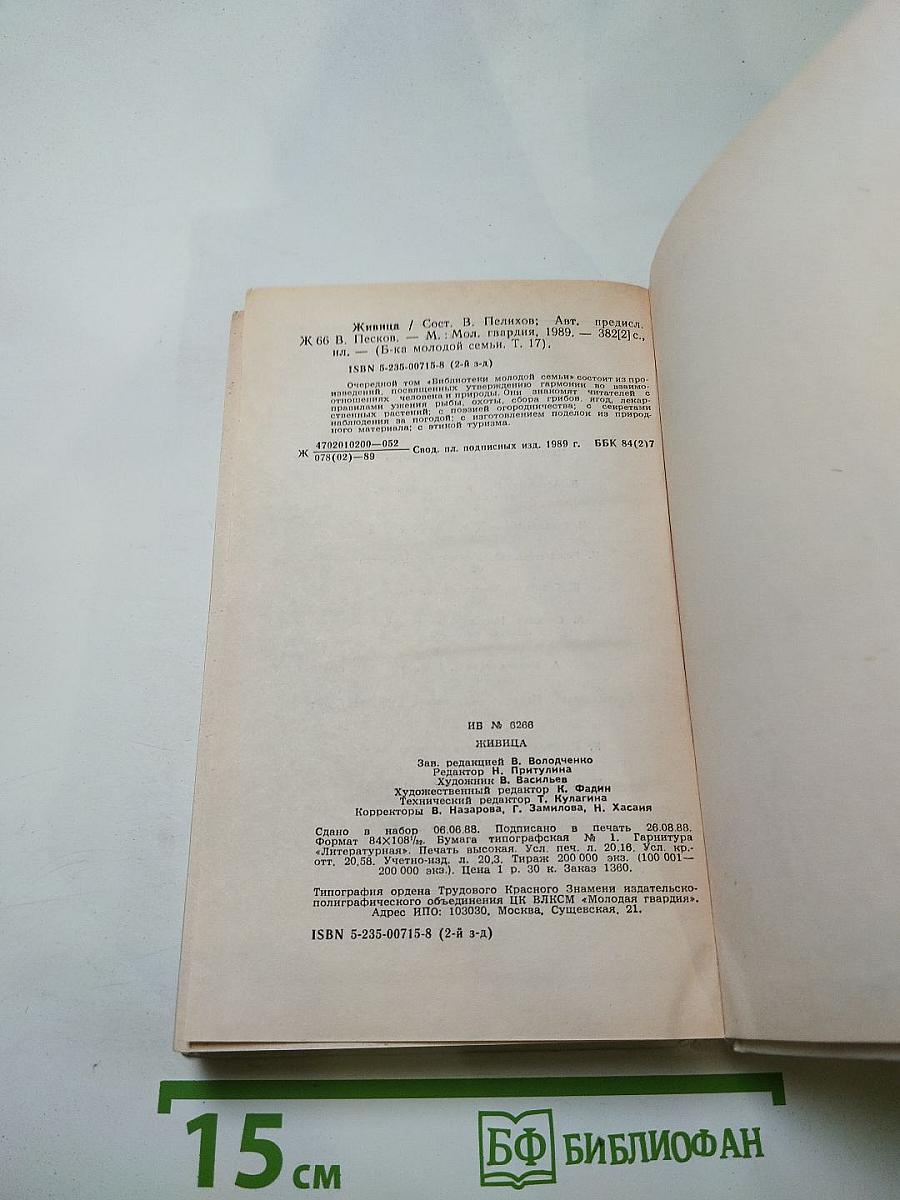 Живица / Сост. В. Пелихов; Авт. предисл.
Ж 66 В. Песков. — М.: Мол. гвардия, 1989. — 382[2] с.,
ил. — (Б-ка молодой семьи. Т. 17).
ISBN 5-235-00715-8 (2-й з-д)
Очередной том «Библиотеки молодой семьи» состоит из про-
изведений, посвященных утверждению гармонии во взаимо-
отношениях человека и природы. Они знакомят читателей с
правилами ужения рыбы, охоты, сбора грибов, ягод, лекар-
ственных растений; с поэзией огородничества; с секретами
наблюдения за погодой; с изготовлением поделок из природ-
ного материала; с этикой туризма.
Ж 4702010200—052
078(02)—89 Свод. пл. подписных изд. 1989 г. ББК 84(2)7
ИБ № 6266
ЖИВИЦА
Зав. редакцией В. Володченко
Редактор Н. Притулина
Художник В. Васильев
Художественный редактор К. Фадин
Технический редактор Т. Кулагина
Корректоры В. Назарова, Г. Замилова, Н. Хасаия
Сдано в набор 06.06.88. Подписано в печать 26.08.88.
Формат 84×108¹/₃₂. Бумага типографская № 1. Гарнитура
«Литературная». Печать высокая. Усл. печ. л. 20,16. Усл. кр.-
отт. 20,58. Учетно-изд. л. 20,3. Тираж 200 000 экз. (100 001—
200 000 экз.). Цена 1 р. 30 к. Заказ 1360.
Типография ордена Трудового Красного Знамени издательско-
полиграфического объединения ЦК ВЛКСМ «Молодая гвардия».
Адрес ИПО: 103030, Москва, Сущевская, 21.
ISBN 5-235-00715-8 (2-й з-д)
15 см
БФ БИБЛИОФАН